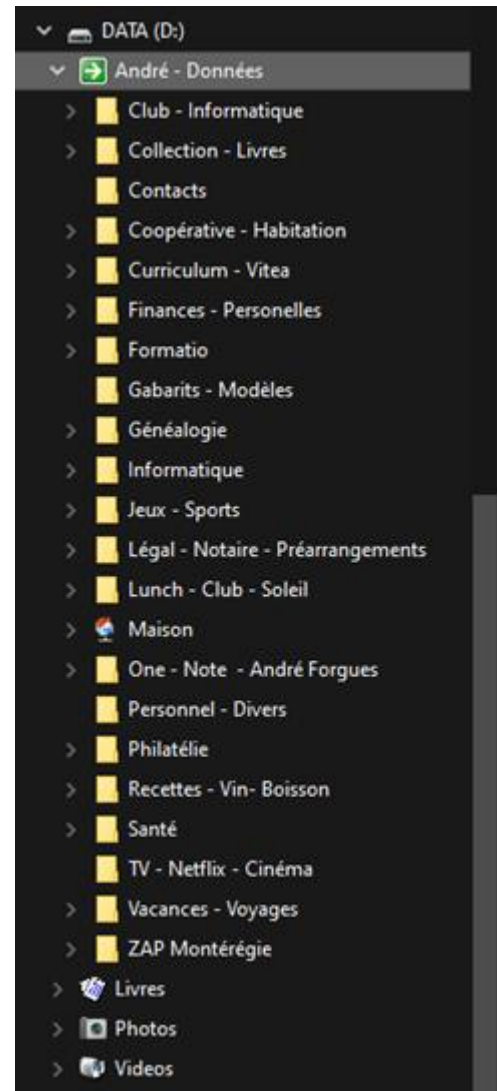 DATA (D:)
André - Données
Club - Informatique
Collection - Livres
Contacts
Coopérative - Habitation
Curriculum - Vitea
Finances - Personelles
Formatio
Gabarits - Modèles
Généalogie
Informatique
Jeux - Sports
Légal - Notaire - Préarrangements
Lunch - Club - Soleil
Maison
One - Note  - André Forgues
Personnel - Divers
Philatélie
Recettes - Vin- Boisson
Santé
TV - Netflix - Cinéma
Vacances - Voyages
ZAP Montérégie
Livres
Photos
Videos